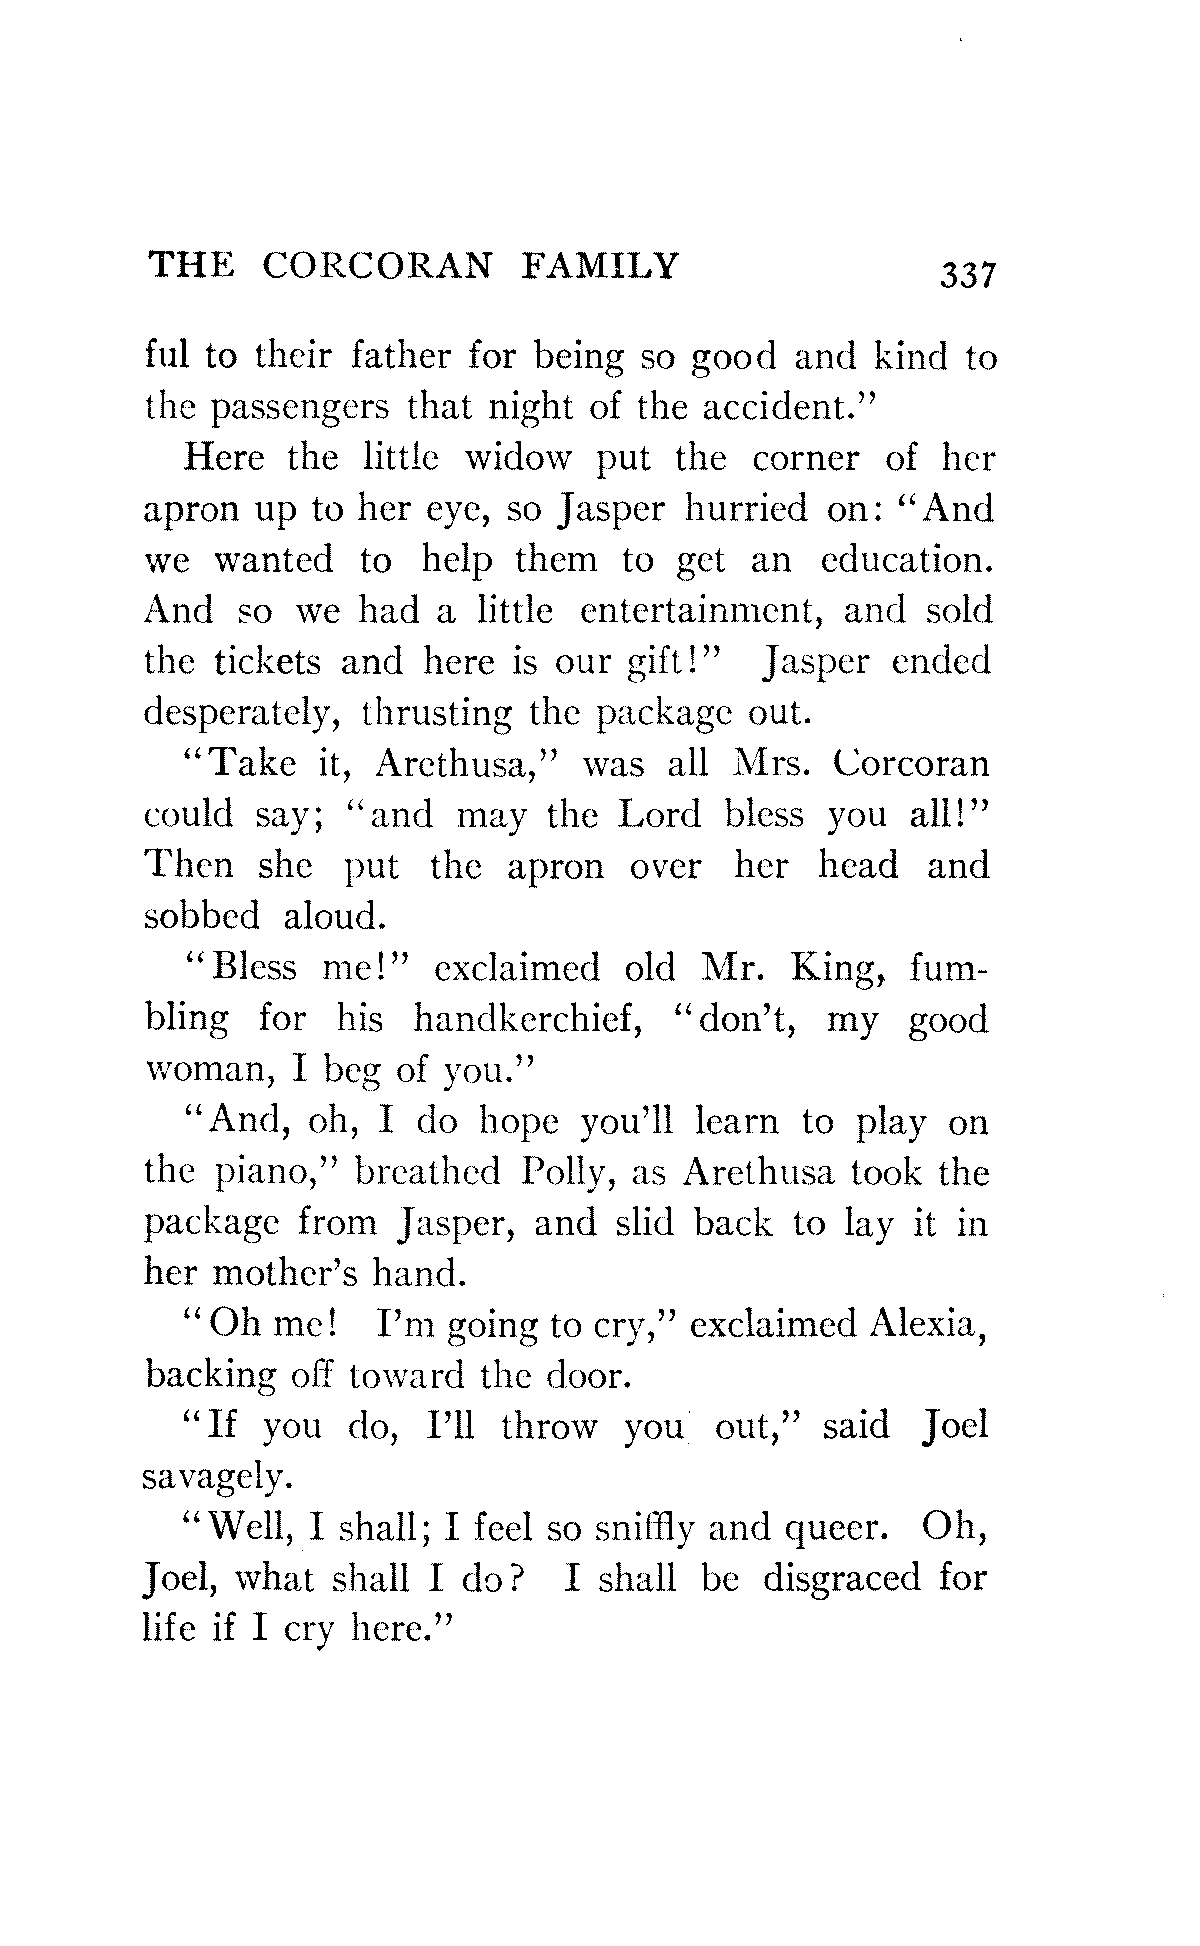 THE CORCORAN FAMILY 337
ful to their father for being so good and kind to
the passengers that night of the accident."
Here the little widow put the corner of her
apron up to her eye, so Jasper hurried on: "And
we wanted to help them to get an education.
And so we had a little entertainment, and sold
the tickets and here is our gift!" Jasper ended
desperately, thrusting the package out.
"Take it, Arethusa," was all Mrs. Corcoran
could say; "and may the Lord bless you all!"
Then she put the apron over her head and
sobbed aloud.
"Bless me!" exclaimed old Mr. King, fum-
bling for his handkerchief, "don't, my good
woman, I beg of you."
"And, oh, I do hope you'll learn to play on
the piano," breathed Polly, as Arethusa took the
package from Jasper, and slid back to lay it in
her mother's hand.
"Oh me! I'm going to cry," exclaimed Alexia,
backing off toward the door.
"If you do, I'll throw you out," said Joel
savagely.
"Well, I shall; I feel so sniffly and queer. Oh,
Joel, what shall I do? I shall be disgraced for
life if I cry here."